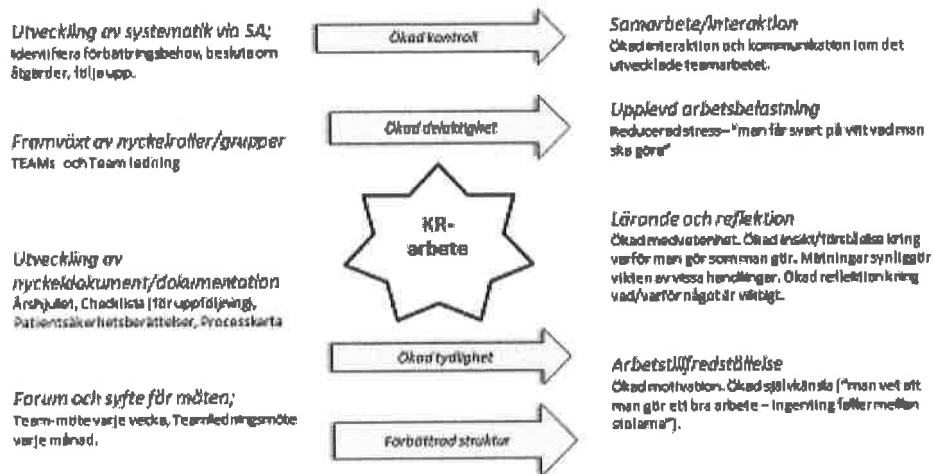 Utveckling av systematik via SA;
Identifiera förbättringsbehov, besluta om
åtgärder, följa upp.
Framväxt av nyckelroller/grupper
TEAMs och Team ledning
Utveckling av
nyckeldokument/dokumentation
Årshjulet, Checklista (för uppföljning),
Patientsäkerhetsberättelser, Processkarta
Forum och syfte för möten;
Team-möte varje vecka, Teamledningsmöte
varje månad.
Ökad kontroll
Ökad delaktighet
KR-
arbete
Ökad tydlighet
Förbättrad struktur
Samarbete/interaktion
Ökad interaktion och kommunikation tom det
utvecklade teamarbetet.
Upplevd arbetsbelastning
Reducerad stress– "man får svart på vitt vad man
ska göra"
Lärande och reflektion
Ökad medvetenhet. Ökad insikt/förståelse kring
varför man gör som man gör. Mätningar synliggör
vikten av vissa handlingar. Ökad reflektion kring
vad/varför något är viktigt.
Arbetstillfredställelse
Ökad motivation. Ökad självkänsla ("man vet att
man gör ett bra arbete – ingenting faller mellan
stolarna").